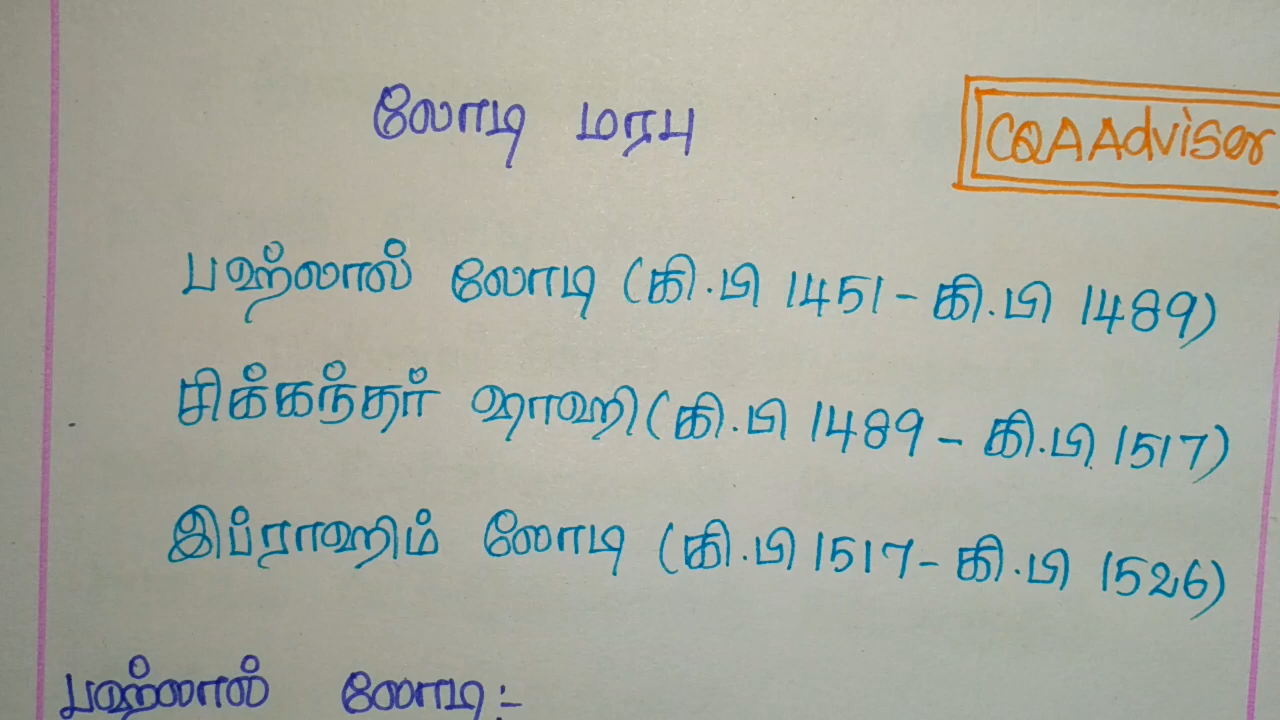 லோடி மரபு
CQAAdviser
பஹ்லால் லோடி (கி.பி 1451 - கி.பி 1489)
சிக்கந்தர் ஷாஹி (கி.பி 1489 - கி.பி 1517)
இப்ராஹிம் லோடி (கி.பி 1517 - கி.பி 1526)
பஹ்லால் லோடி :-